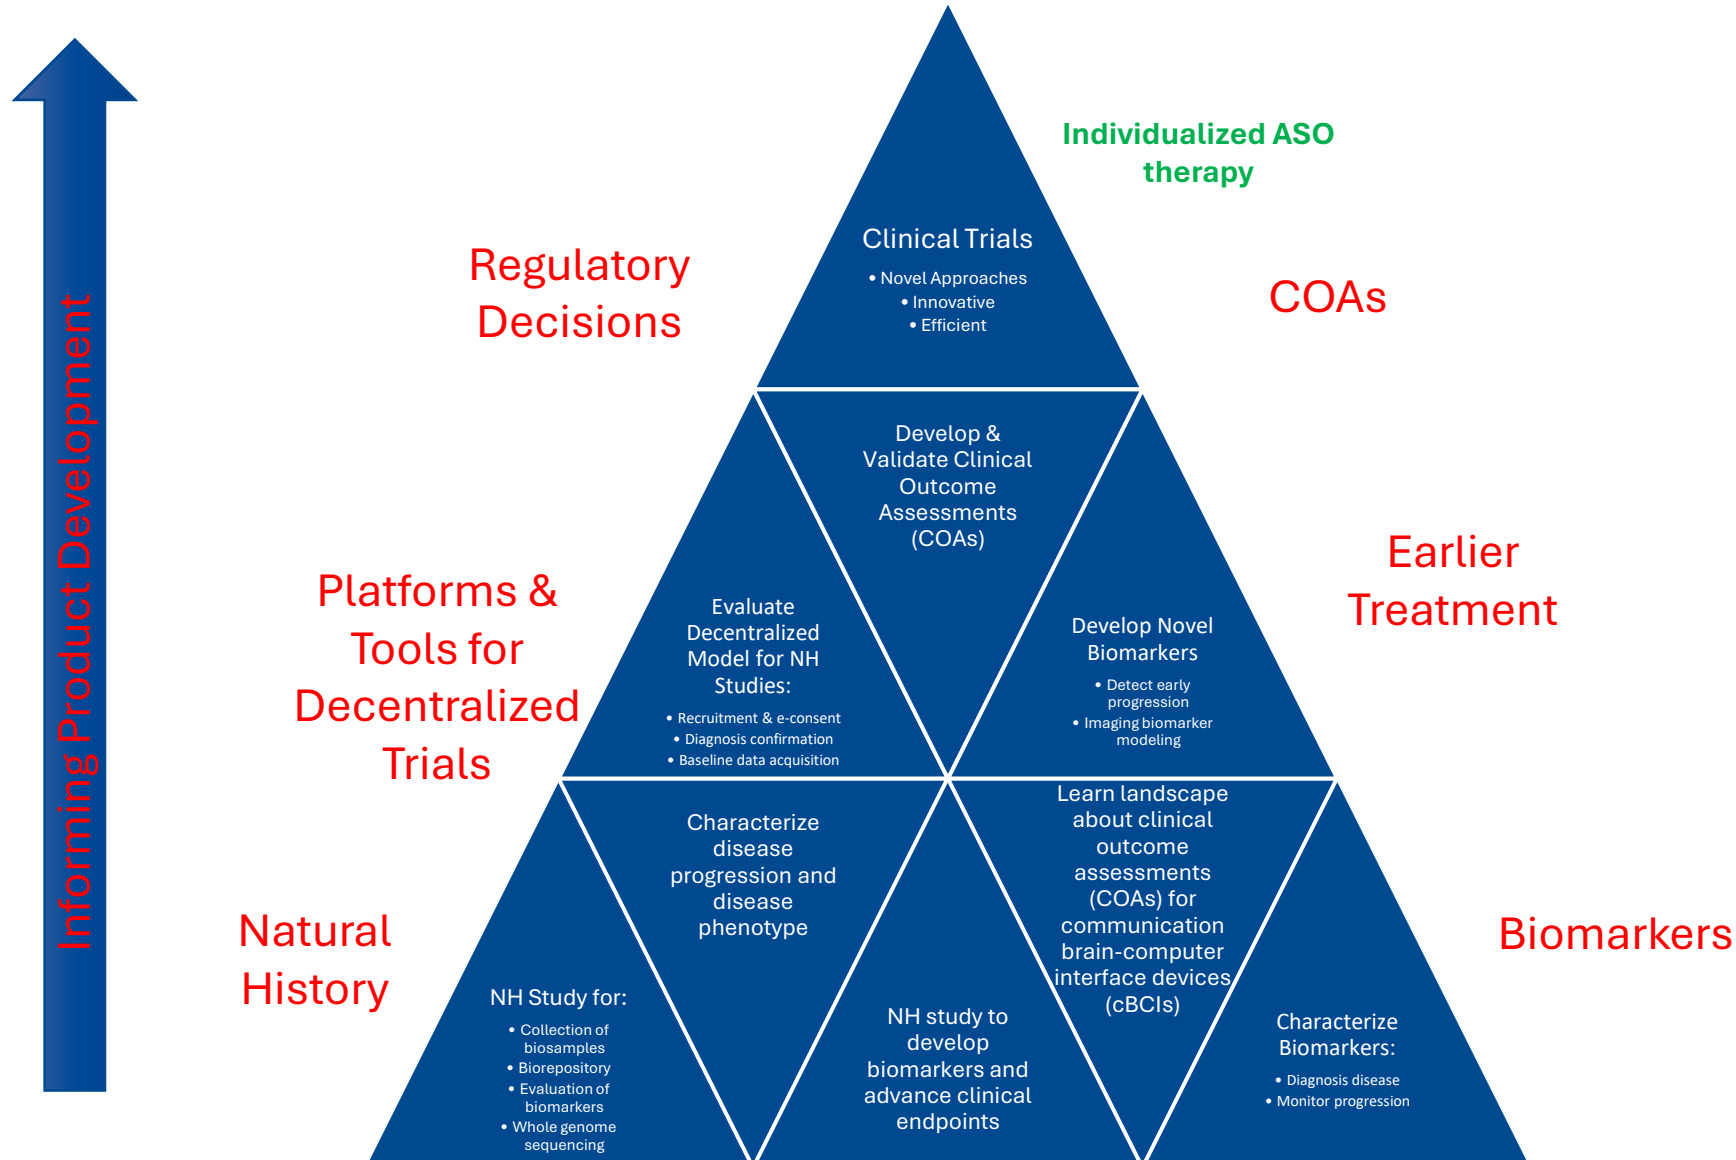 Informing Product Development
Individualized ASO
therapy
Clinical Trials
• Novel Approaches
• Innovative
• Efficient
Regulatory
Decisions
COAs
Develop &
Validate Clinical
Outcome
Assessments
(COAs)
Platforms &
Tools for
Decentralized
Trials
Evaluate
Decentralized
Model for NH
Studies:
• Recruitment & e-consent
• Diagnosis confirmation
• Baseline data acquisition
Develop Novel
Biomarkers
• Detect early
progression
• Imaging biomarker
modeling
Earlier
Treatment
Natural
History
NH Study for:
• Collection of
biosamples
• Biorepository
• Evaluation of
biomarkers
• Whole genome
sequencing
Characterize
disease
progression and
disease
phenotype
NH study to
develop
biomarkers and
advance clinical
endpoints
Learn landscape
about clinical
outcome
assessments
(COAs) for
communication
brain-computer
interface devices
(cBCIs)
Characterize
Biomarkers:
• Diagnosis disease
• Monitor progression
Biomarkers